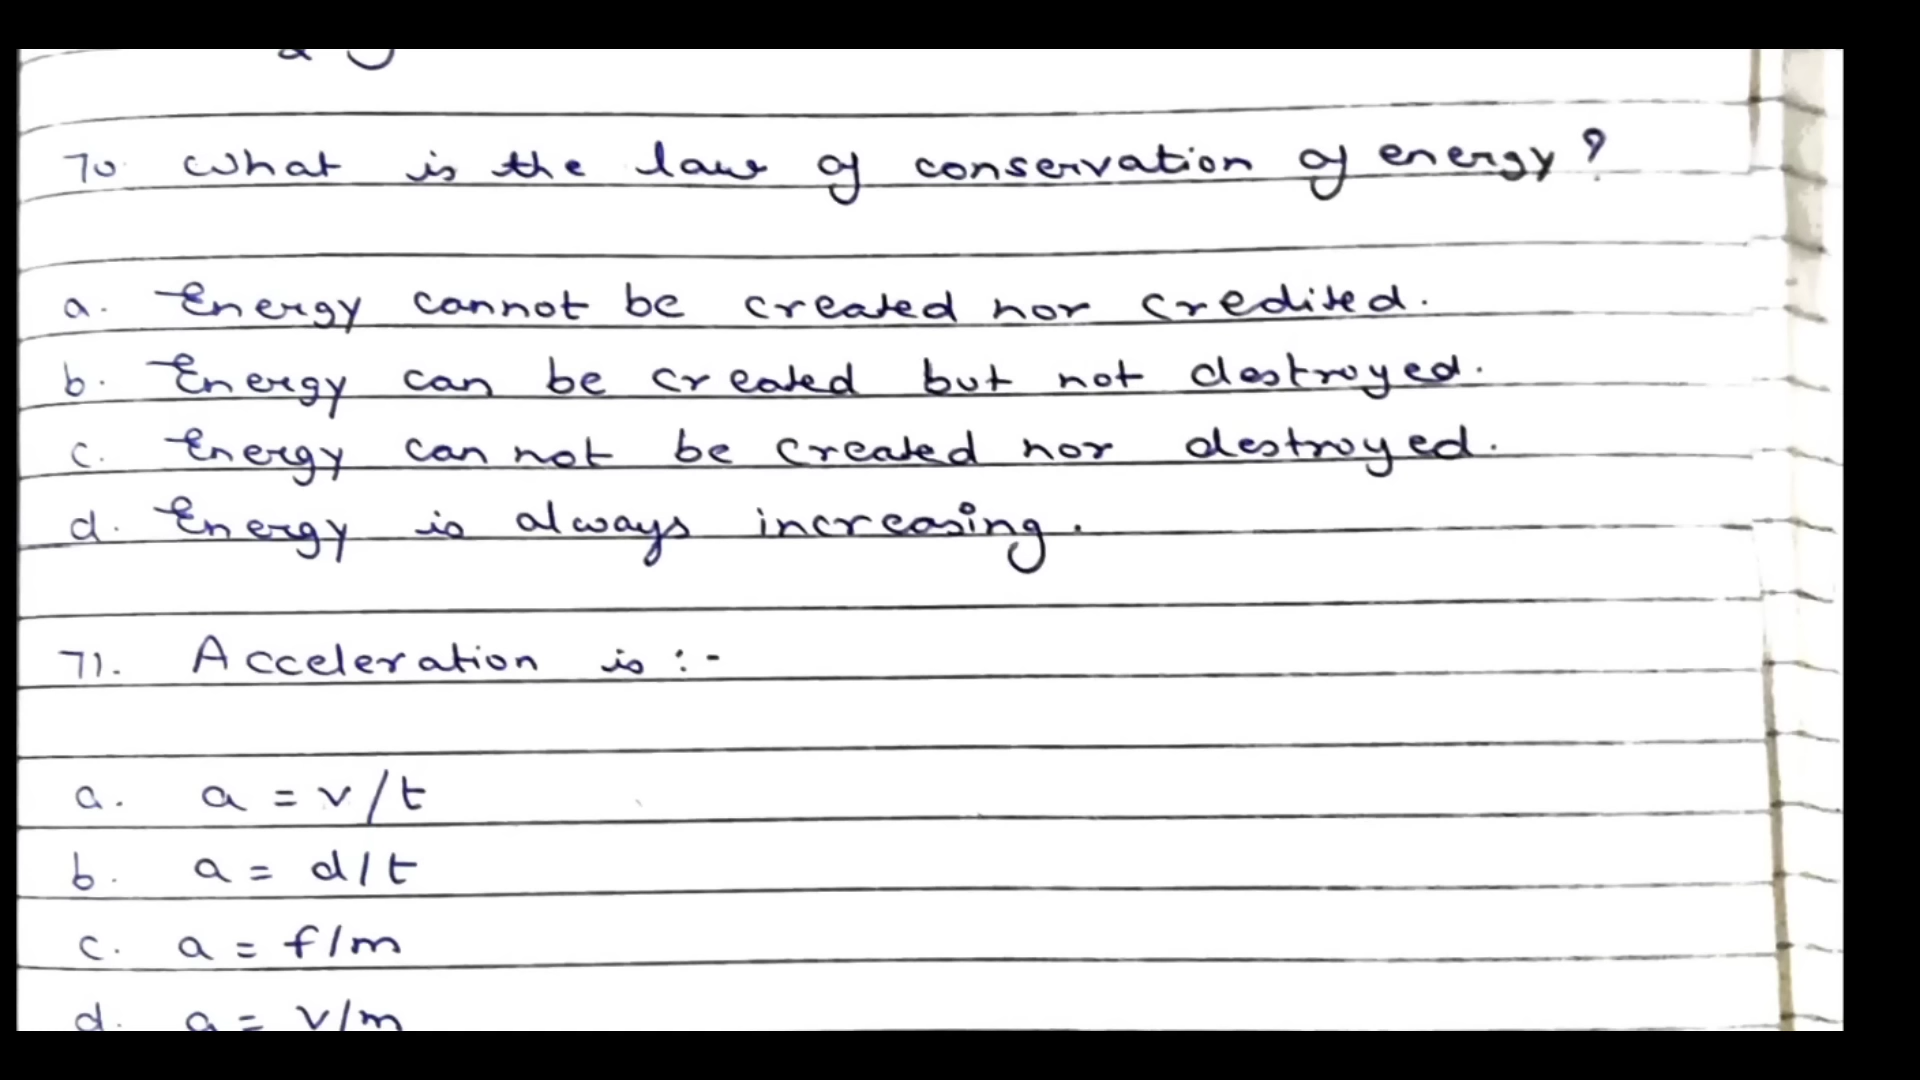 70. What is the law of conservation of energy?
a. Energy cannot be created nor credited.
b. Energy can be created but not destroyed.
c. Energy can not be created nor destroyed.
d. Energy is always increasing.
71. Acceleration is :-
a. a = v/t
b. a = d/t
c. a = f/m
d. a = v/m